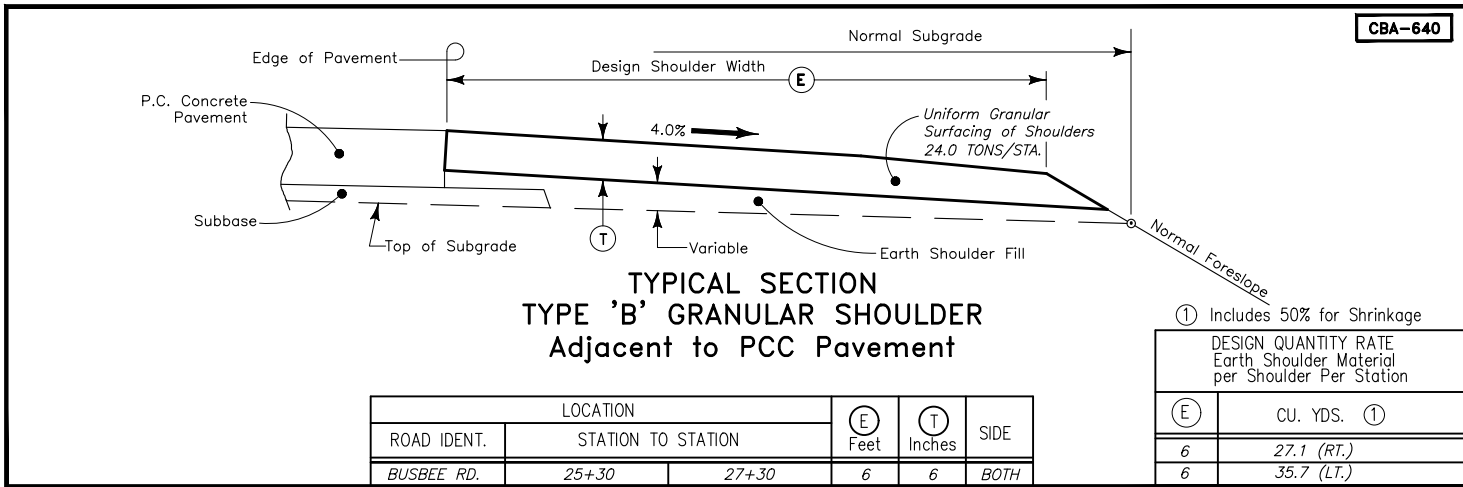 CBA-640
Normal Subgrade
Edge of Pavement
Design Shoulder Width
E
P.C. Concrete
Pavement
4.0%
Uniform Granular
Surfacing of Shoulders
24.0 TONS/STA.
Subbase
Top of Subgrade
T
Variable
Earth Shoulder Fill
Normal Foreslope
TYPICAL SECTION
TYPE 'B' GRANULAR SHOULDER
Adjacent to PCC Pavement
1 Includes 50% for Shrinkage
DESIGN QUANTITY RATE
Earth Shoulder Material
per Shoulder Per Station
E CU. YDS. 1
6 27.1 (RT.)
6 35.7 (LT.)
LOCATION E Feet T Inches SIDE
ROAD IDENT. STATION TO STATION
BUSBEE RD. 25+30 27+30 6 6 BOTH